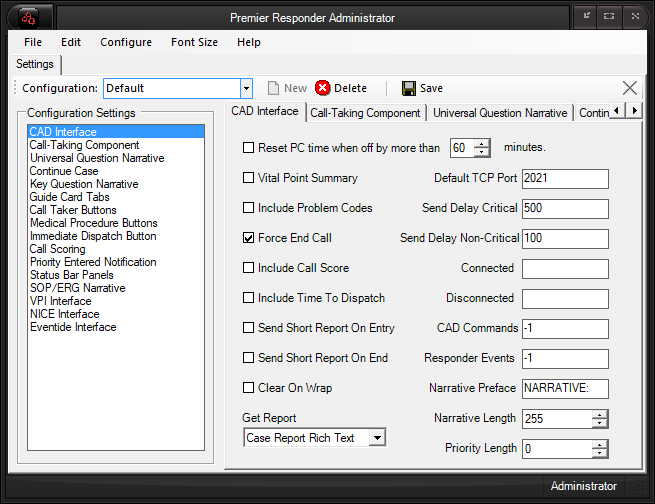 Premier Responder Administrator
File Edit Configure Font Size Help
Settings
Configuration: Default New Delete Save
Configuration Settings
CAD Interface
Call-Taking Component
Universal Question Narrative
Continue Case
Key Question Narrative
Guide Card Tabs
Call Taker Buttons
Medical Procedure Buttons
Immediate Dispatch Button
Call Scoring
Priority Entered Notification
Status Bar Panels
SOP/ERG Narrative
VPI Interface
NICE Interface
Eventide Interface
CAD Interface Call-Taking Component Universal Question Narrative Contin
Reset PC time when off by more than 60 minutes.
Vital Point Summary Default TCP Port 2021
Include Problem Codes Send Delay Critical 500
Force End Call Send Delay Non-Critical 100
Include Call Score Connected
Include Time To Dispatch Disconnected
Send Short Report On Entry CAD Commands -1
Send Short Report On End Responder Events -1
Clear On Wrap Narrative Preface NARRATIVE:
Get Report Narrative Length 255
Case Report Rich Text Priority Length 0
Administrator